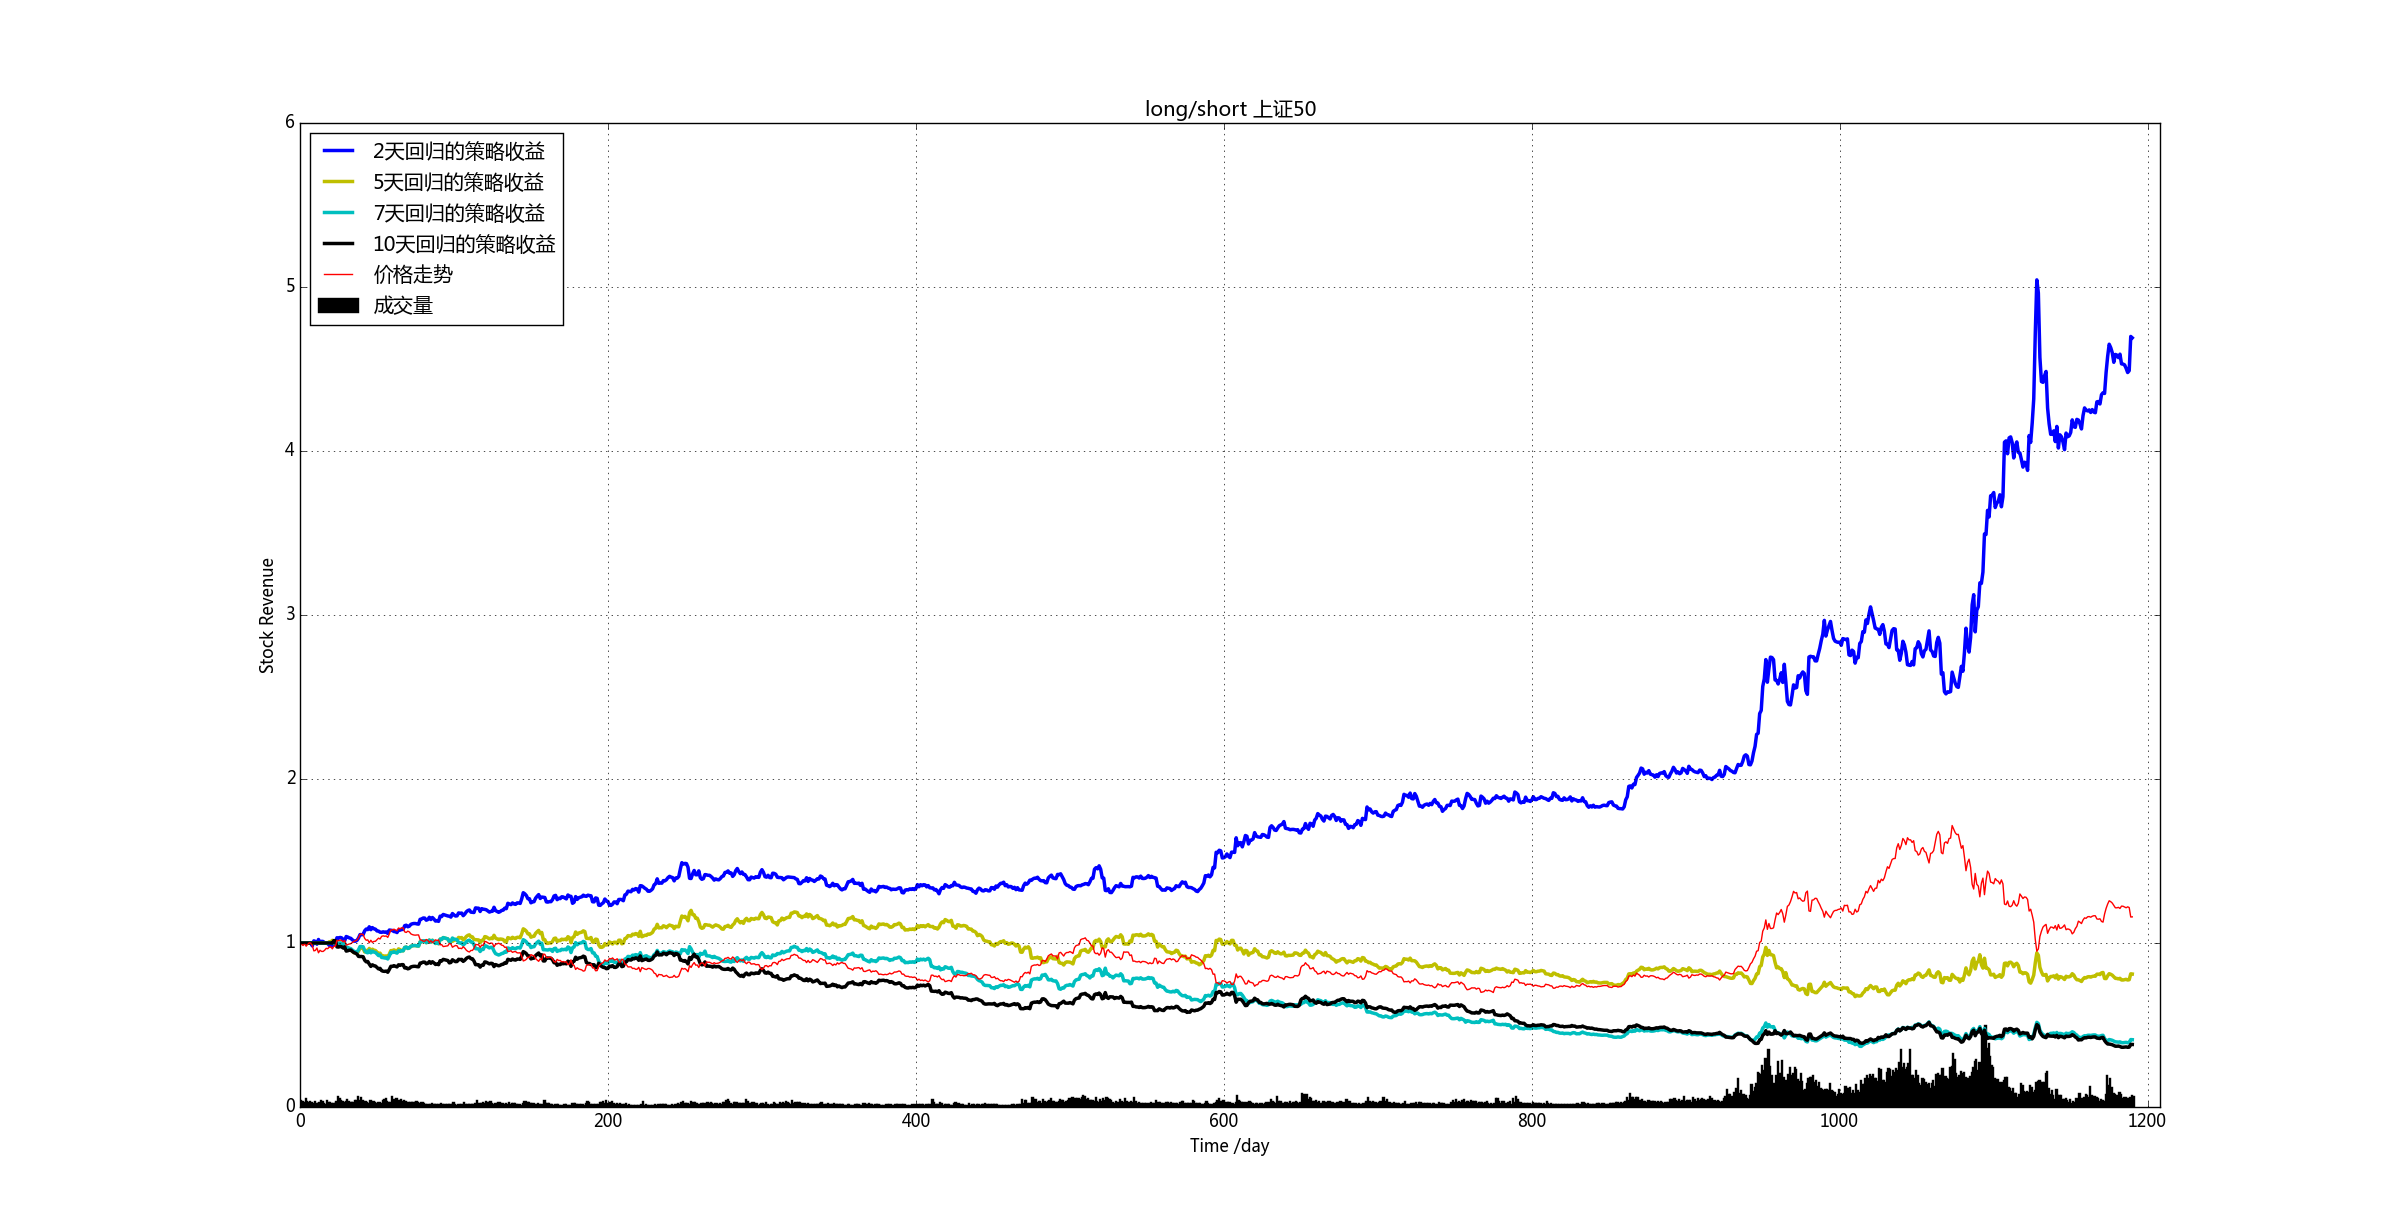 long/short 上证50
6
5
4
3
2
1
0
2天回归的策略收益
5天回归的策略收益
7天回归的策略收益
10天回归的策略收益
价格走势
成交量
Stock Revenue
0 200 400 600 800 1000 1200
Time /day